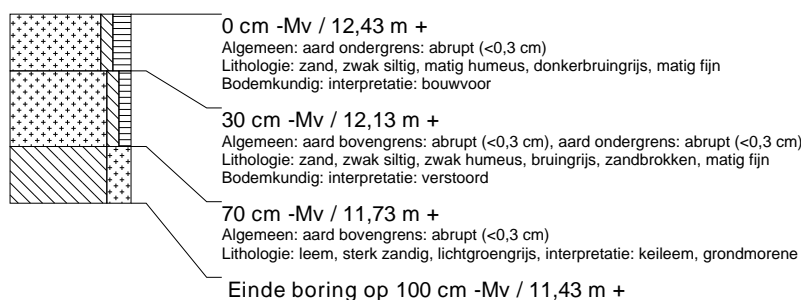 0 cm -Mv / 12,43 m +
Algemeen: aard ondergrens: abrupt (<0,3 cm)
Lithologie: zand, zwak siltig, matig humeus, donkerbruingrijs, matig fijn
Bodemkundig: interpretatie: bouwvoor
30 cm -Mv / 12,13 m +
Algemeen: aard bovengrens: abrupt (<0,3 cm), aard ondergrens: abrupt (<0,3 cm)
Lithologie: zand, zwak siltig, zwak humeus, bruingrijs, zandbrokken, matig fijn
Bodemkundig: interpretatie: verstoord
70 cm -Mv / 11,73 m +
Algemeen: aard bovengrens: abrupt (<0,3 cm)
Lithologie: leem, sterk zandig, lichtgroengrijs, interpretatie: keileem, grondmorene
Einde boring op 100 cm -Mv / 11,43 m +